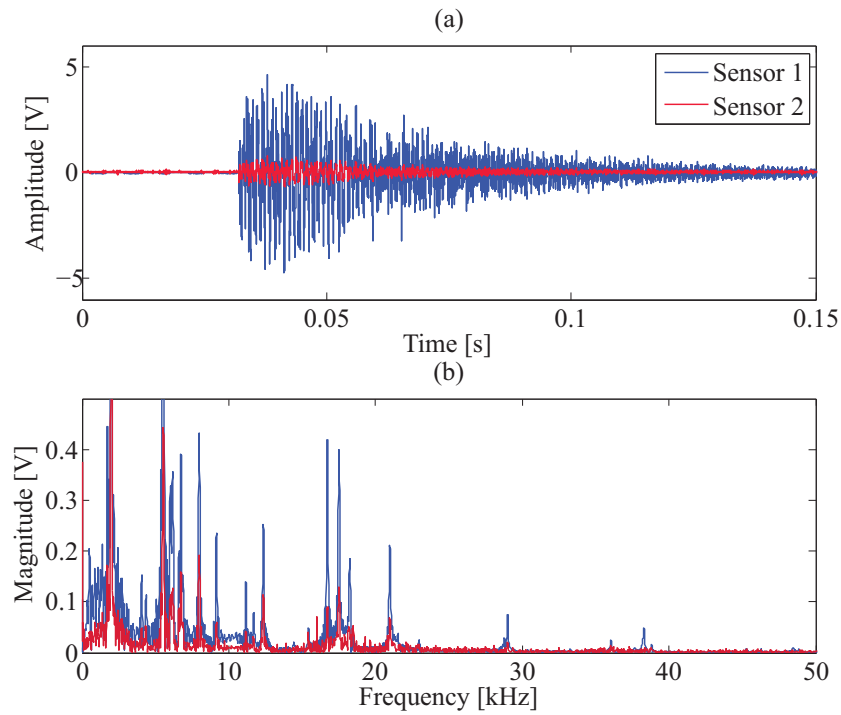 (a)
Amplitude [V]
5
0
−5
Sensor 1
Sensor 2
0
0.05
0.1
0.15
Time [s]
(b)
Magnitude [V]
0.4
0.3
0.2
0.1
0
0
10
20
30
40
50
Frequency [kHz]